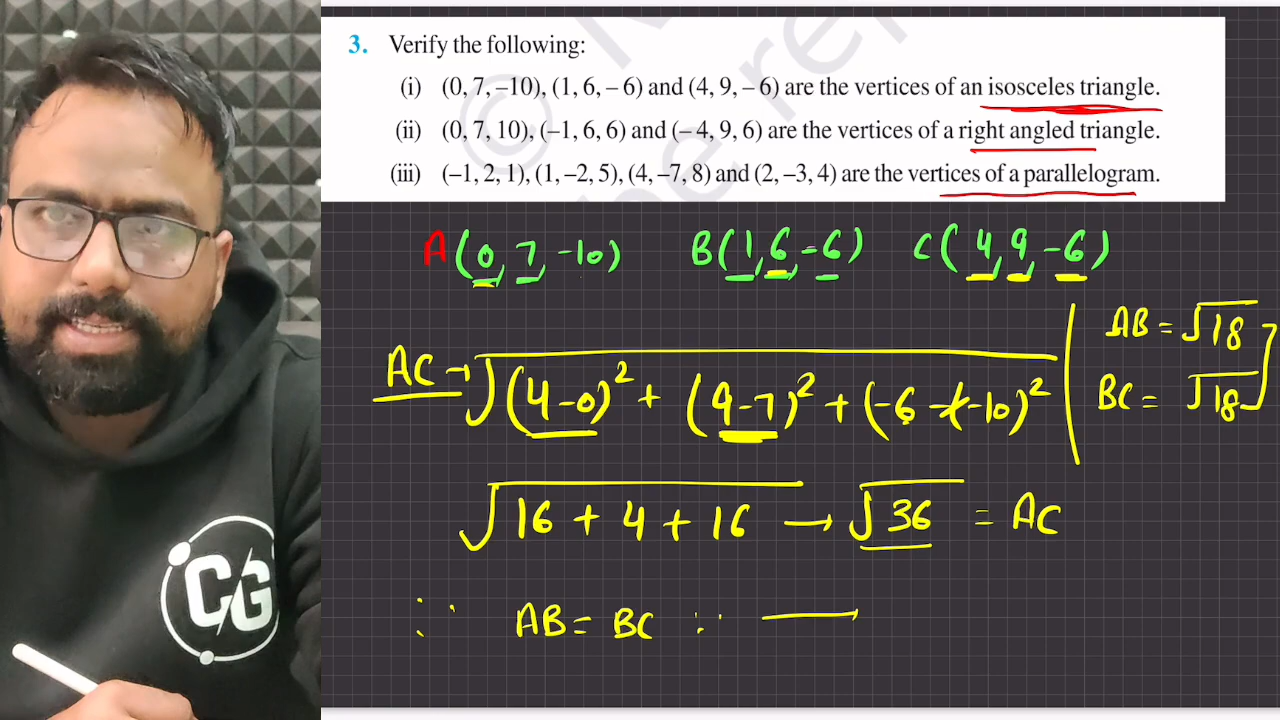 3. Verify the following:
(i) (0, 7, –10), (1, 6, – 6) and (4, 9, – 6) are the vertices of an isosceles triangle.
(ii) (0, 7, 10), (–1, 6, 6) and (– 4, 9, 6) are the vertices of a right angled triangle.
(iii) (–1, 2, 1), (1, –2, 5), (4, –7, 8) and (2, –3, 4) are the vertices of a parallelogram.
A(0, 7, -10) B(1, 6, -6) C(4, 9, -6)
AB = √18
BC = √18
AC → √(4-0)² + (9-7)² + (-6 -(-10)²
√16 + 4 + 16 → √36 = AC
∴ AB = BC ∴
CG